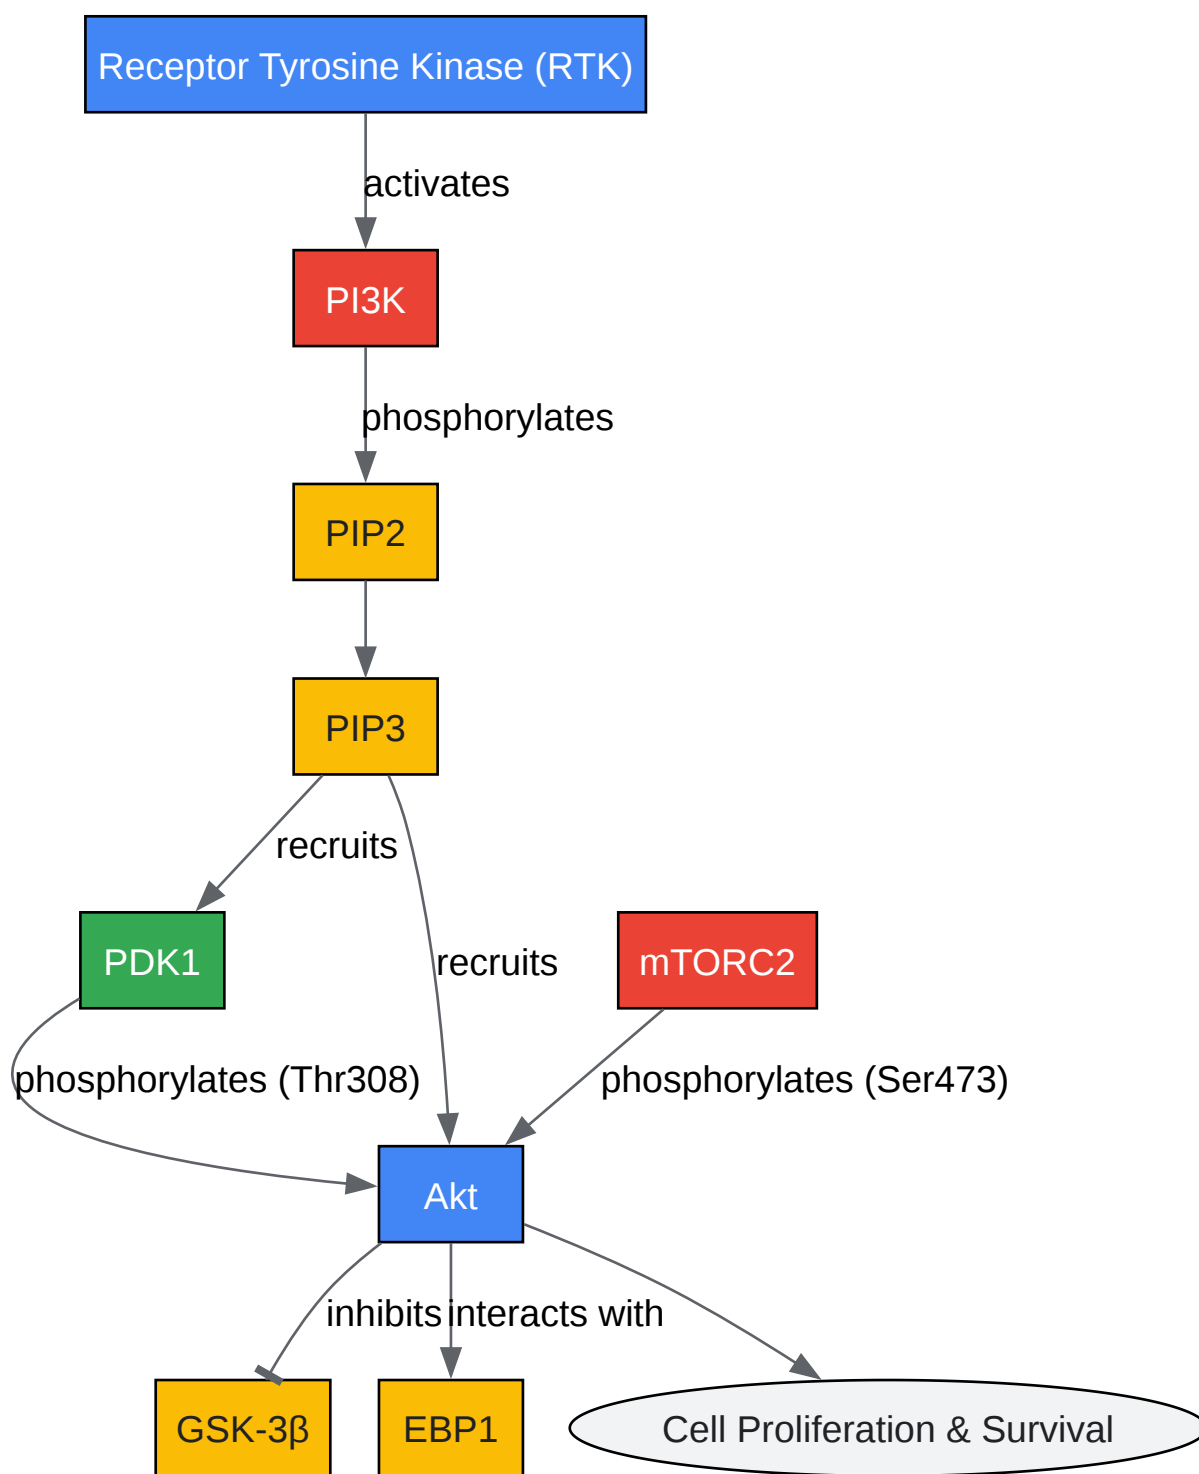 Receptor Tyrosine Kinase (RTK)
activates
PI3K
phosphorylates
PIP2
PIP3
recruits
PDK1
recruits
mTORC2
phosphorylates (Thr308)
phosphorylates (Ser473)
Akt
inhibits
interacts with
GSK-3β
EBP1
Cell Proliferation & Survival